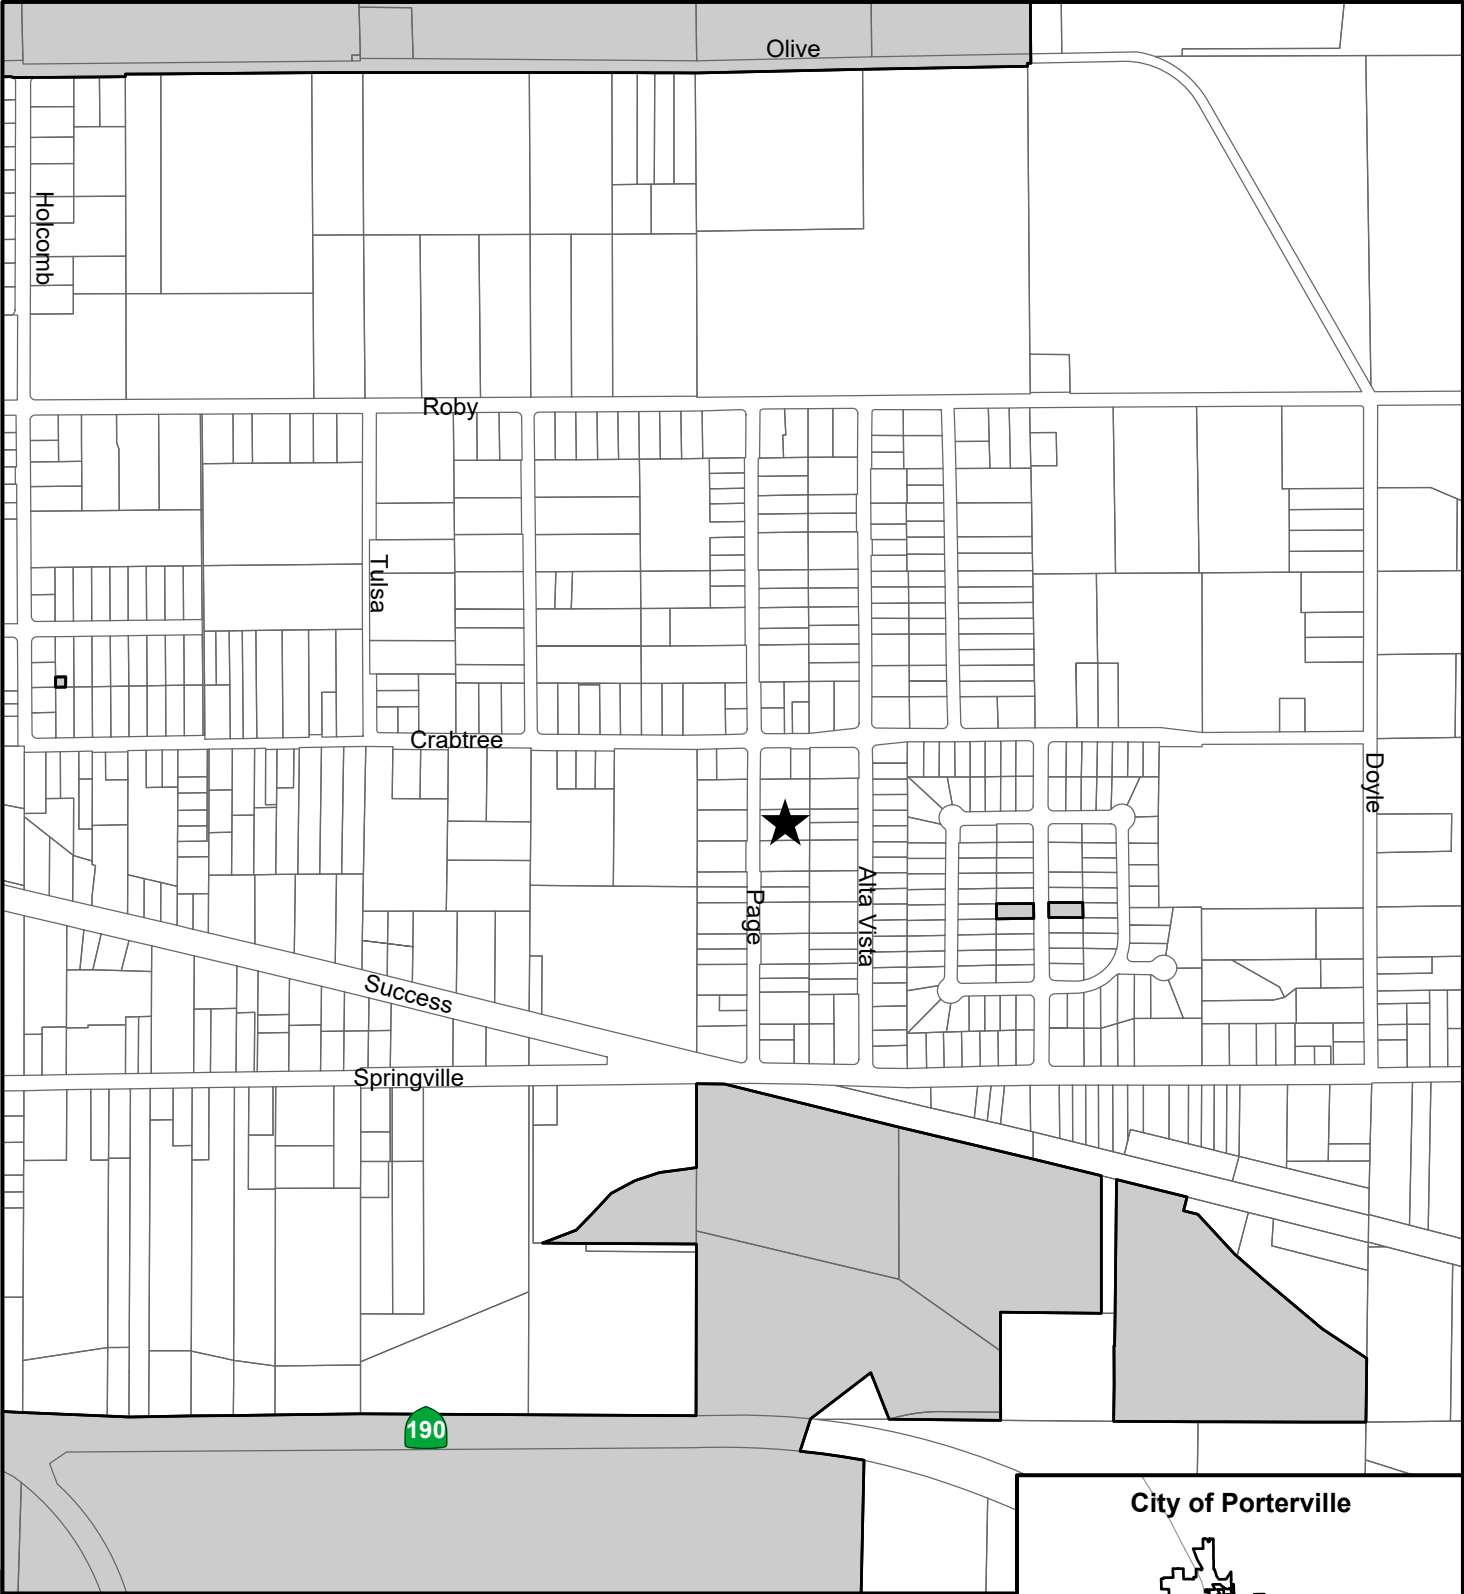 Olive
Holcomb
Roby
Tulsa
Crabtree
Doyle
Alta Vista
Page
Success
Springville
190
City of Porterville